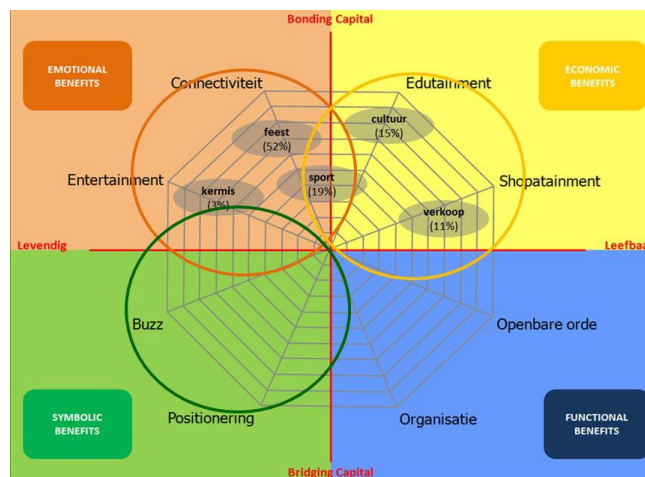 Bonding Capital
EMOTIONAL
BENEFITS
ECONOMIC
BENEFITS
Connectiviteit
Edutainment
feest
(52%)
cultuur
(15%)
Entertainment
sport
(19%)
Shopatainment
kermis
(3%)
verkoop
(11%)
Levendig
Leefbaa
Buzz
Openbare orde
SYMBOLIC
BENEFITS
Positionering
Organisatie
FUNCTIONAL
BENEFITS
Bridging Capital